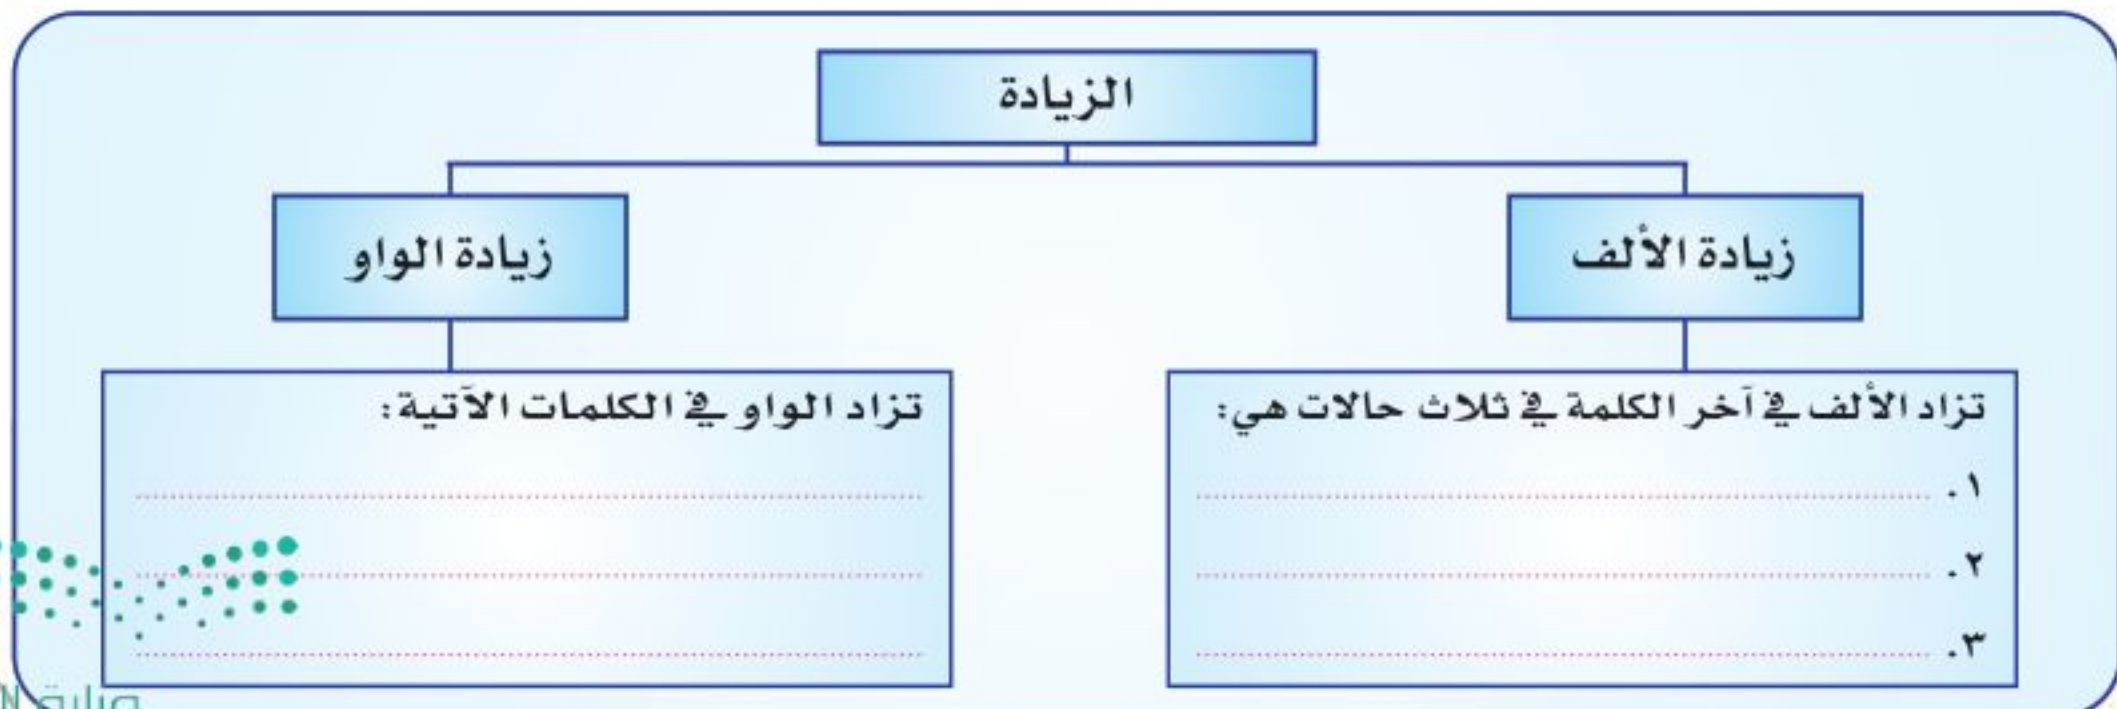 الزيادة
زيادة الألف
تزاد الألف في آخر الكلمة في ثلاث حالات هي:
١.
٢.
٣.
زيادة الواو
تزاد الواو في الكلمات الآتية: